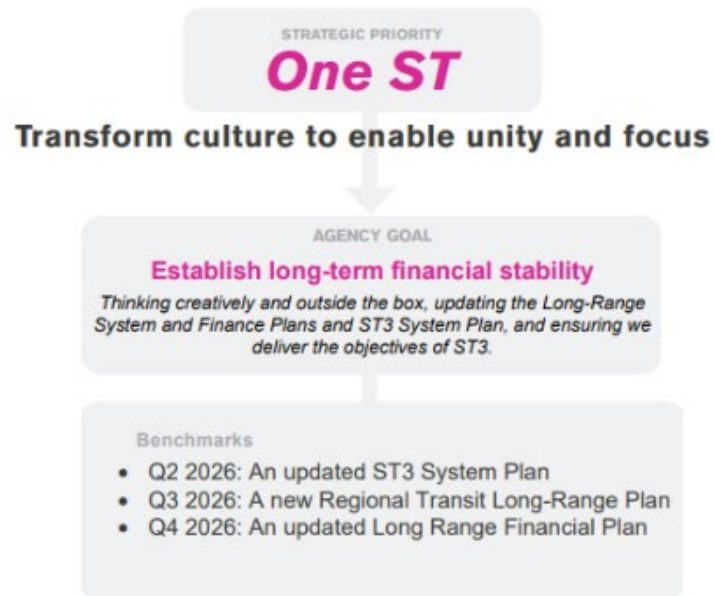 STRATEGIC PRIORITY
One ST
Transform culture to enable unity and focus
AGENCY GOAL
Establish long-term financial stability
Thinking creatively and outside the box, updating the Long-Range
System and Finance Plans and ST3 System Plan, and ensuring we
deliver the objectives of ST3.
Benchmarks
• Q2 2026: An updated ST3 System Plan
• Q3 2026: A new Regional Transit Long-Range Plan
• Q4 2026: An updated Long Range Financial Plan